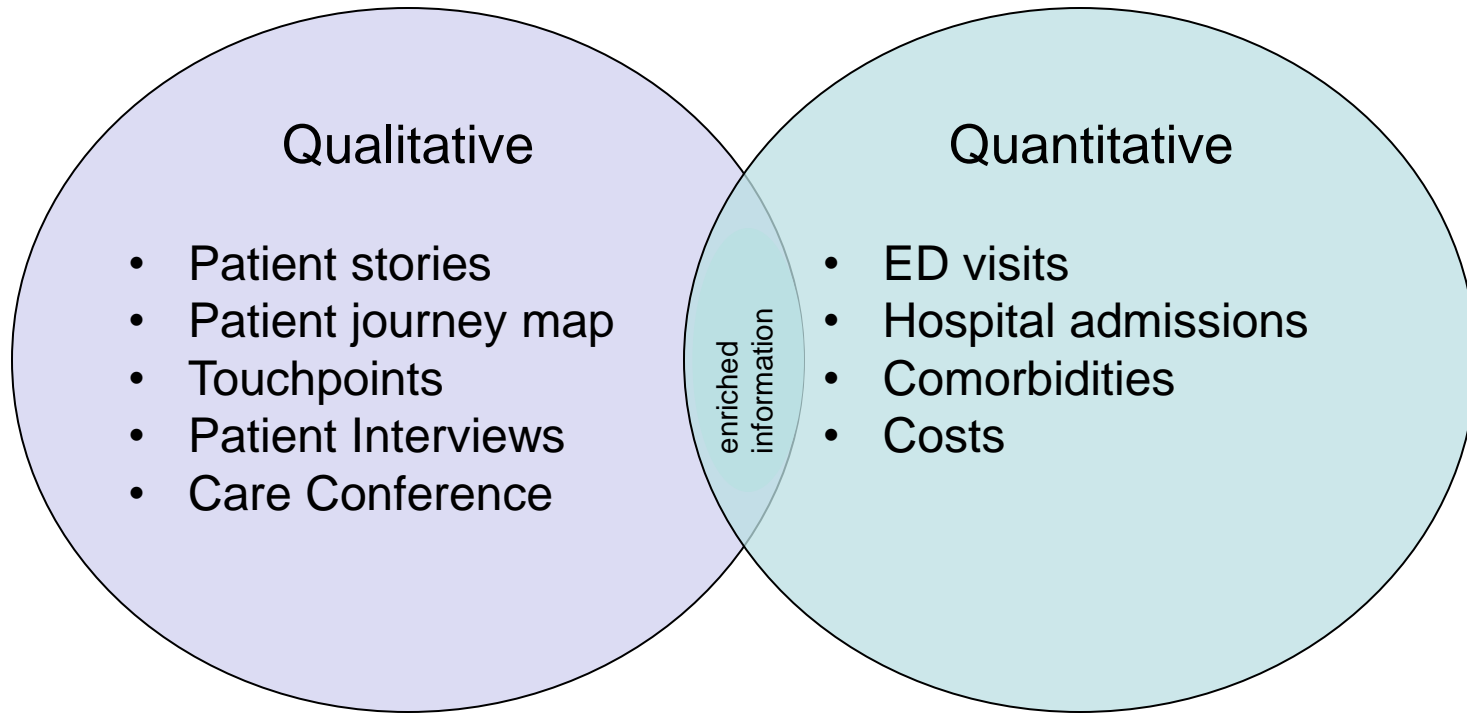 Qualitative
• Patient stories
• Patient journey map
• Touchpoints
• Patient Interviews
• Care Conference
enriched
information
Quantitative
• ED visits
• Hospital admissions
• Comorbidities
• Costs